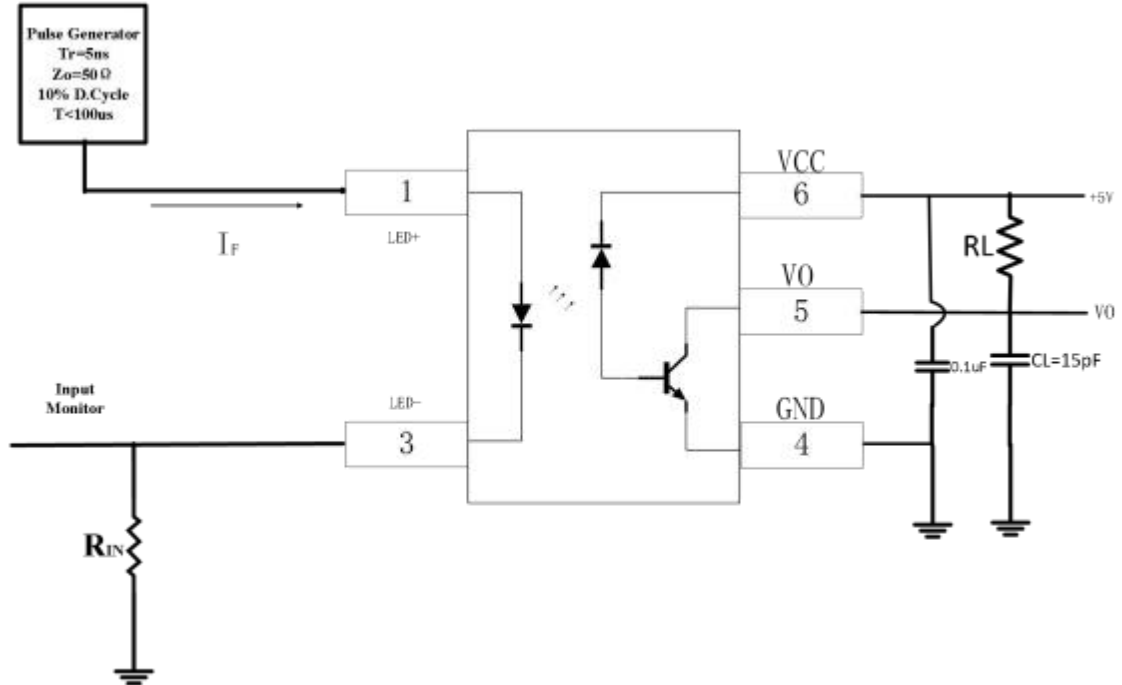 Pulse Generator
Tr=5ns
Zo=50Ω
10% D.Cycle
T<100us
1
LED+
IF
VCC
6
+5V
RL
VO
5
VO
0.1uF
CL=15pF
Input
Monitor
LED-
3
GND
4
RIN